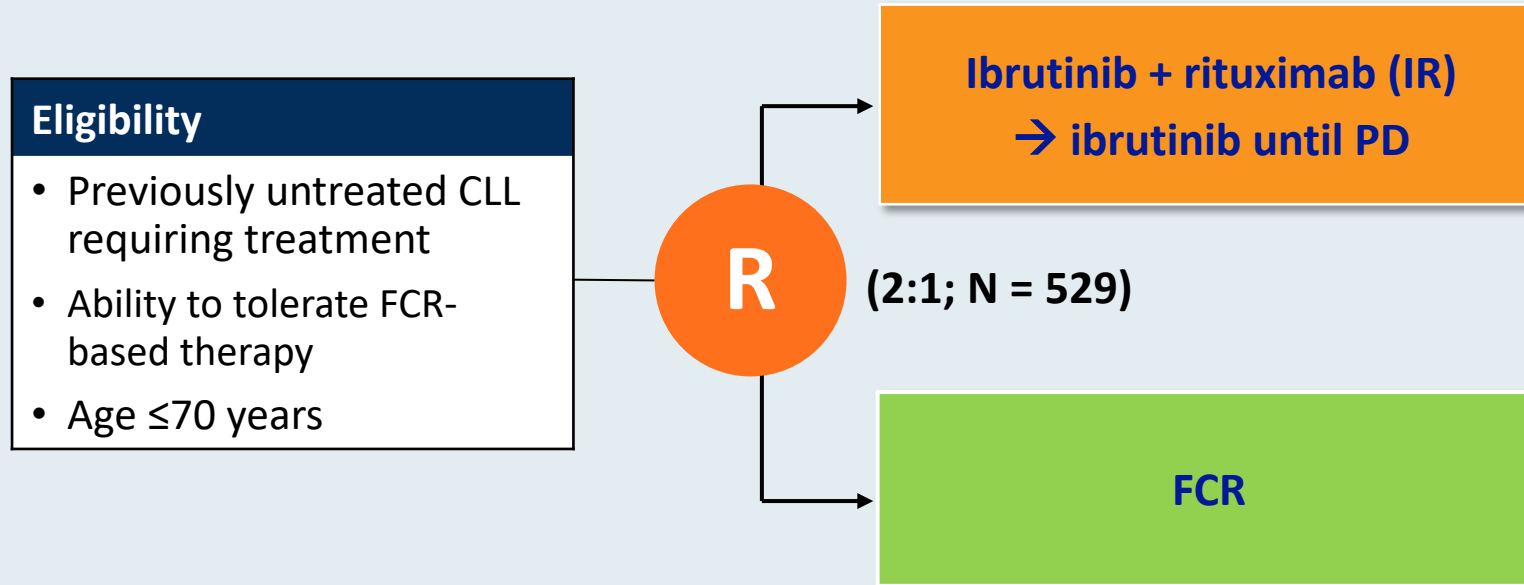 Eligibility
• Previously untreated CLL
requiring treatment
• Ability to tolerate FCR-
based therapy
• Age ≤70 years
R
(2:1; N = 529)
Ibrutinib + rituximab (IR)
→ ibrutinib until PD
FCR